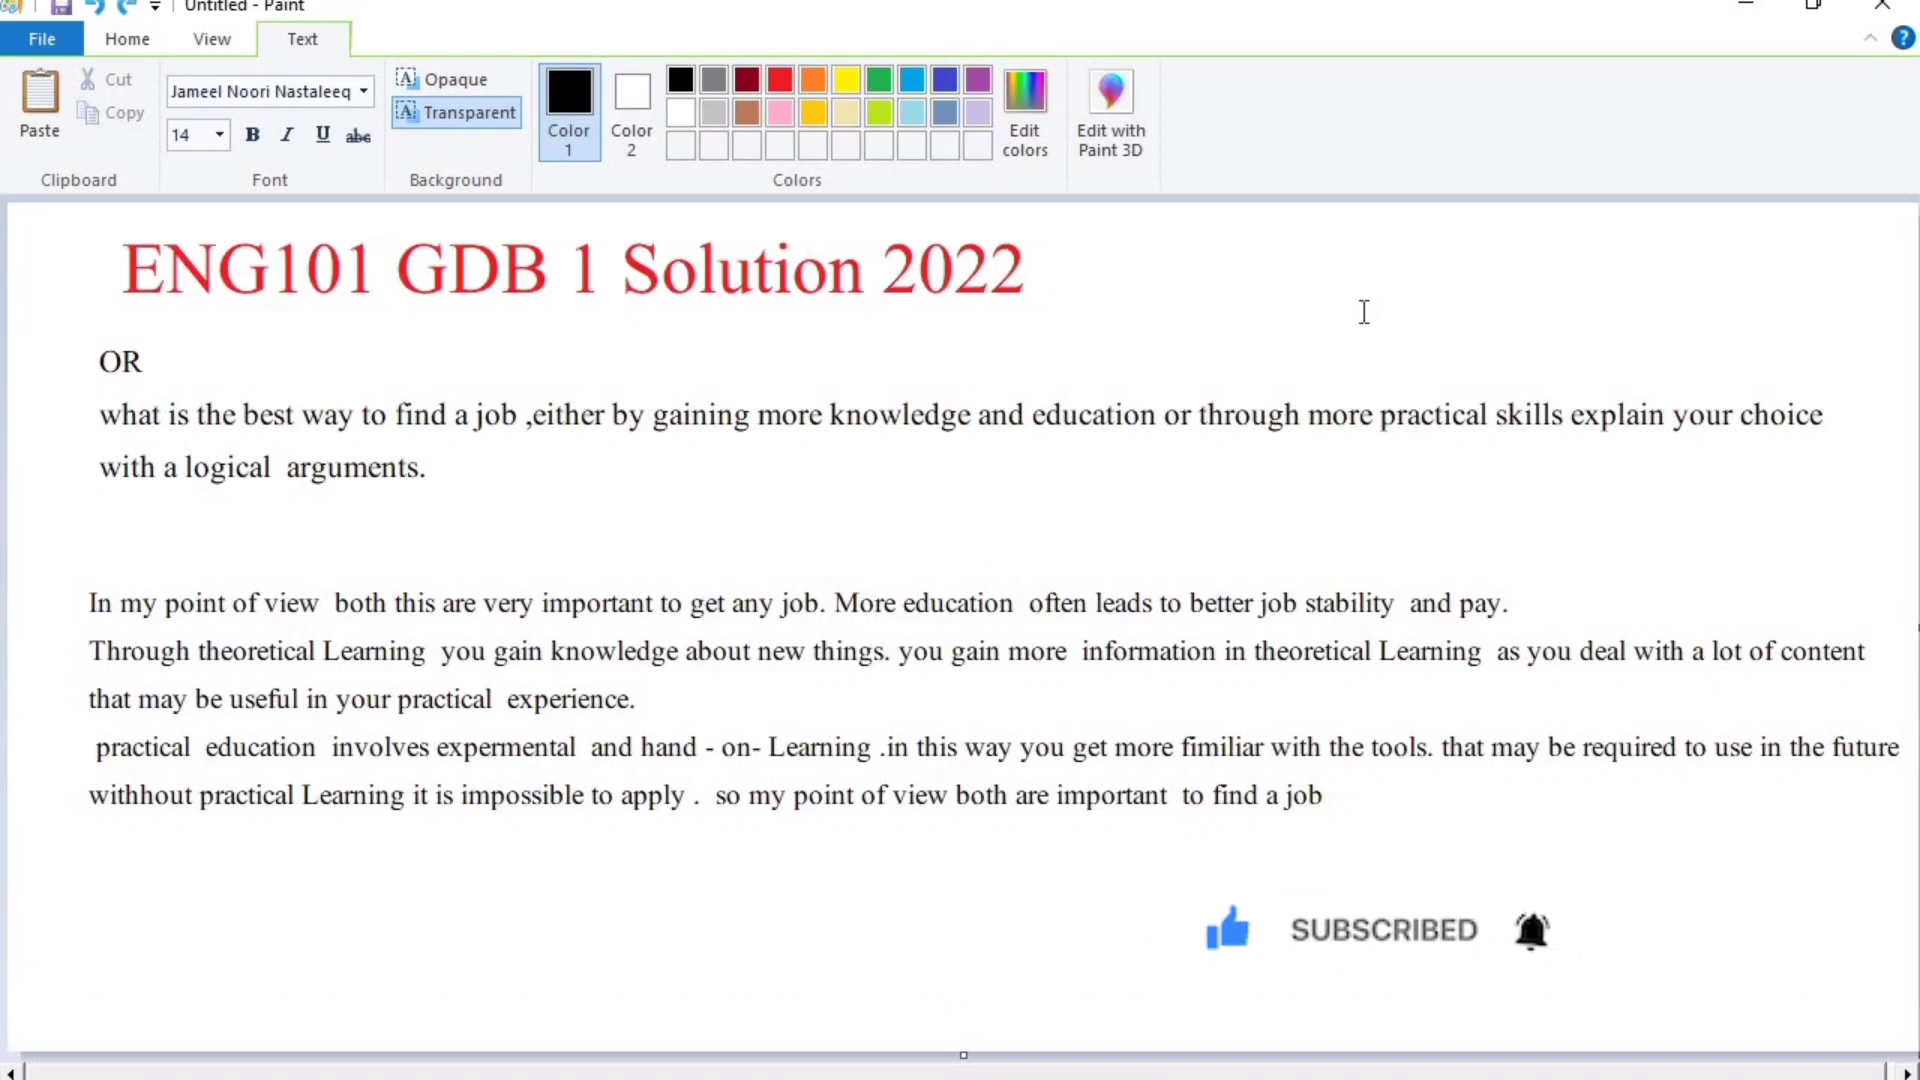 Untitled - Paint
File Home View Text
Cut
Copy
Paste
Clipboard
Jameel Noori Nastaleeq
14 B I U abc
Font
Opaque
Transparent
Background
Color 1
Color 2
Edit colors
Colors
Edit with Paint 3D
ENG101 GDB 1 Solution 2022
OR
what is the best way to find a job ,either by gaining more knowledge and education or through more practical skills explain your choice
with a logical  arguments.
In my point of view  both this are very important to get any job. More education  often leads to better job stability  and pay.
Through theoretical Learning  you gain knowledge about new things. you gain more  information in theoretical Learning  as you deal with a lot of content
that may be useful in your practical  experience.
practical  education  involves expermental  and hand - on- Learning .in this way you get more fimiliar with the tools. that may be required to use in the future
withhout practical Learning it is impossible to apply .  so my point of view both are important  to find a job
SUBSCRIBED